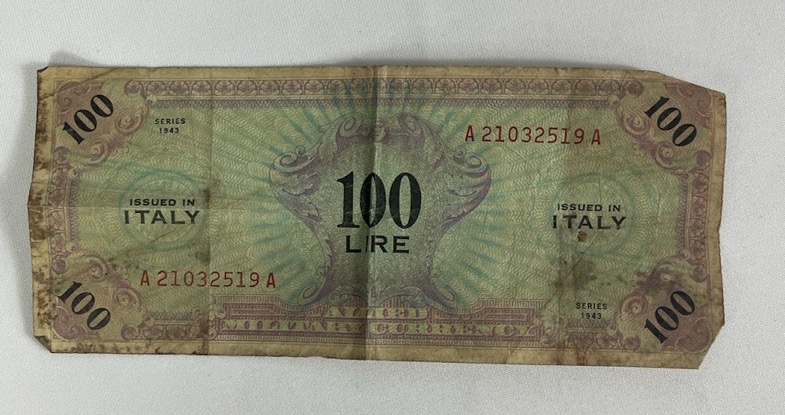 100
100
SERIES
1943
A 21032519 A
ISSUED IN
ITALY
100
LIRE
ISSUED IN
ITALY
A 21032519 A
SERIES
1943
100
100